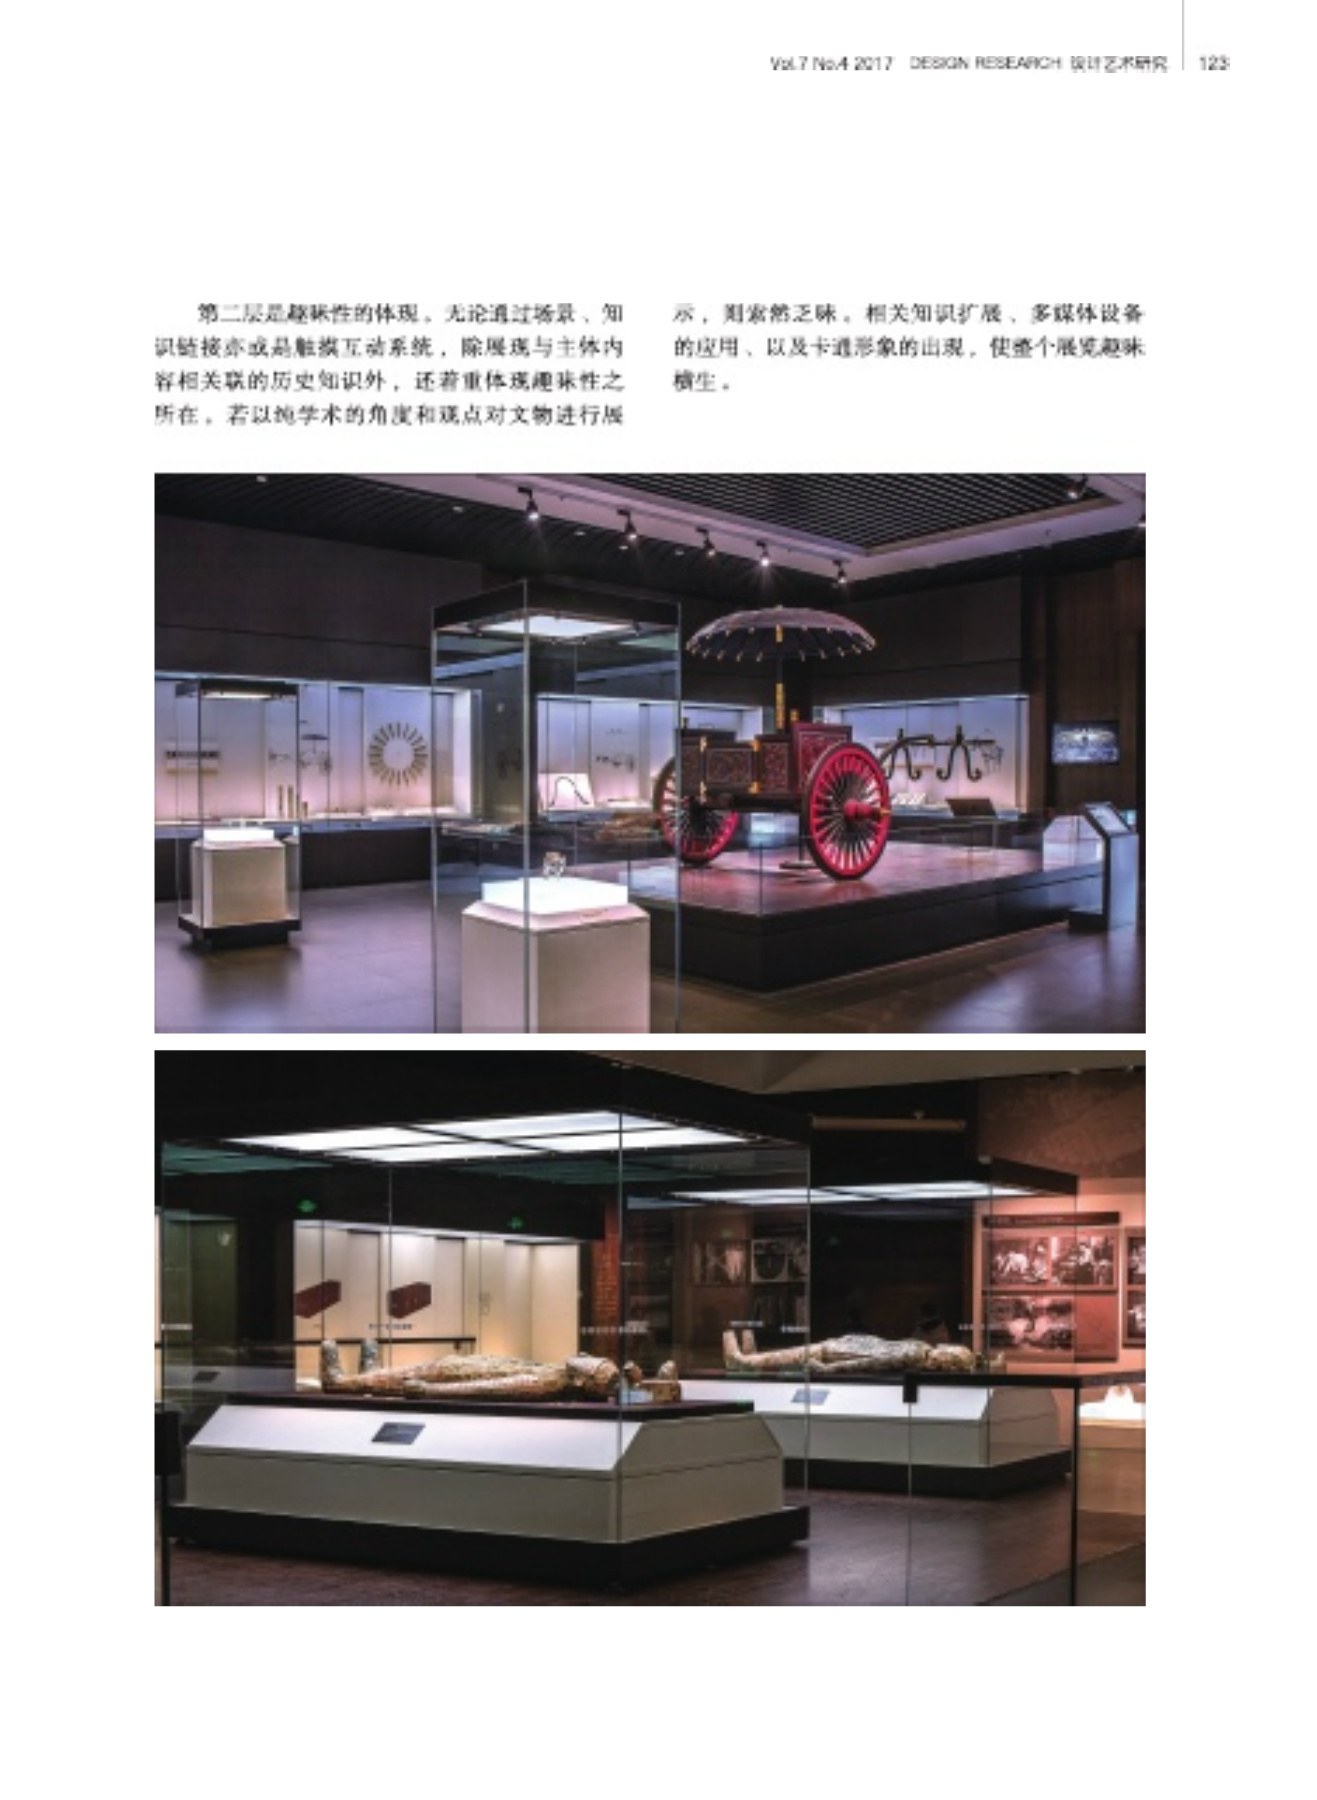 Vol.7 No.4 2017 DESIGN RESEARCH 设计艺术研究 123
第二层是趣味性的体现。无论通过场景、知
识链接亦或是触摸互动系统，除展现与主体内
容相关联的历史知识外，还着重体现趣味性之
所在。若以纯学术的角度和观点对文物进行展
示，则索然乏味。相关知识扩展、多媒体设备
的应用、以及卡通形象的出现，使整个展览趣味
横生。